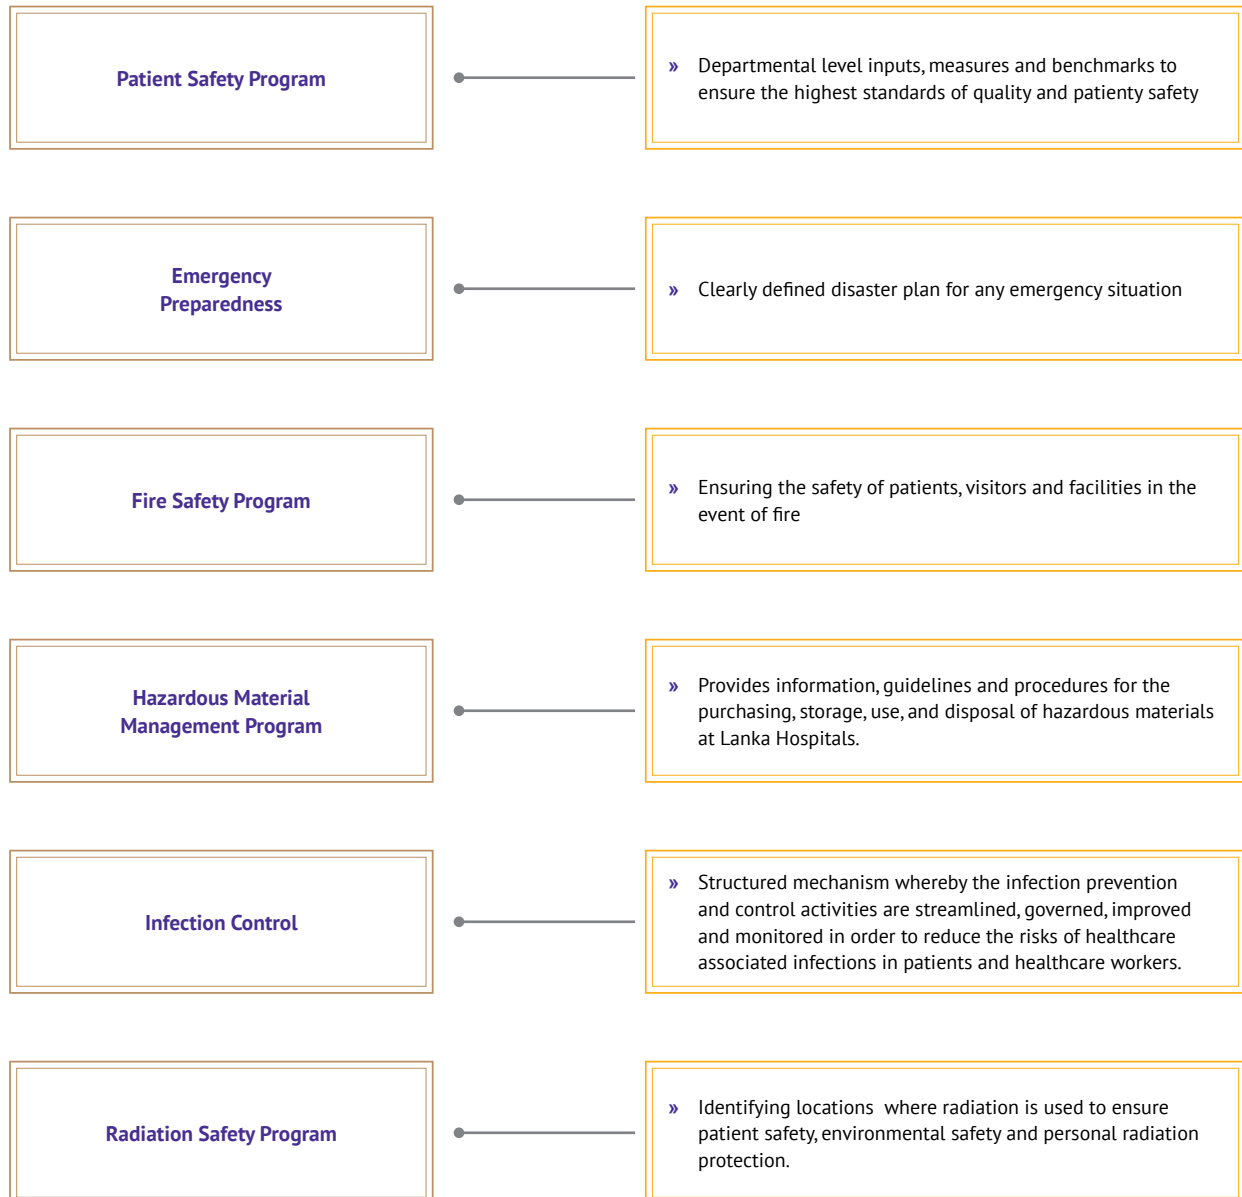 Patient Safety Program
» Departmental level inputs, measures and benchmarks to
ensure the highest standards of quality and patienty safety
Emergency
Preparedness
» Clearly defined disaster plan for any emergency situation
Fire Safety Program
» Ensuring the safety of patients, visitors and facilities in the
event of fire
Hazardous Material
Management Program
» Provides information, guidelines and procedures for the
purchasing, storage, use, and disposal of hazardous materials
at Lanka Hospitals.
Infection Control
» Structured mechanism whereby the infection prevention
and control activities are streamlined, governed, improved
and monitored in order to reduce the risks of healthcare
associated infections in patients and healthcare workers.
Radiation Safety Program
» Identifying locations where radiation is used to ensure
patient safety, environmental safety and personal radiation
protection.